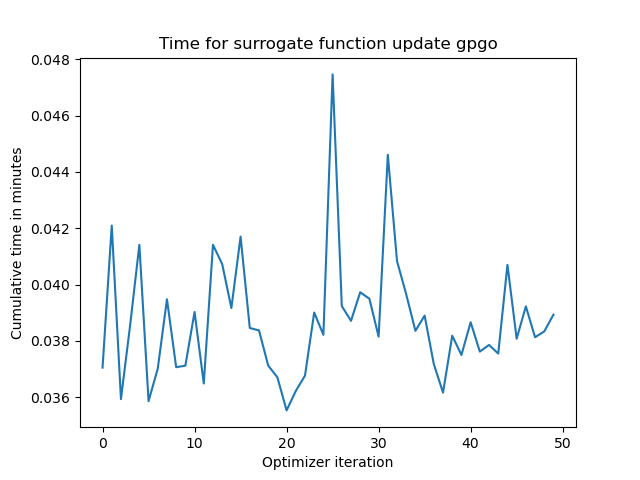 Time for surrogate function update gpgo
Cumulative time in minutes
0.048
0.046
0.044
0.042
0.040
0.038
0.036
0 10 20 30 40 50
Optimizer iteration